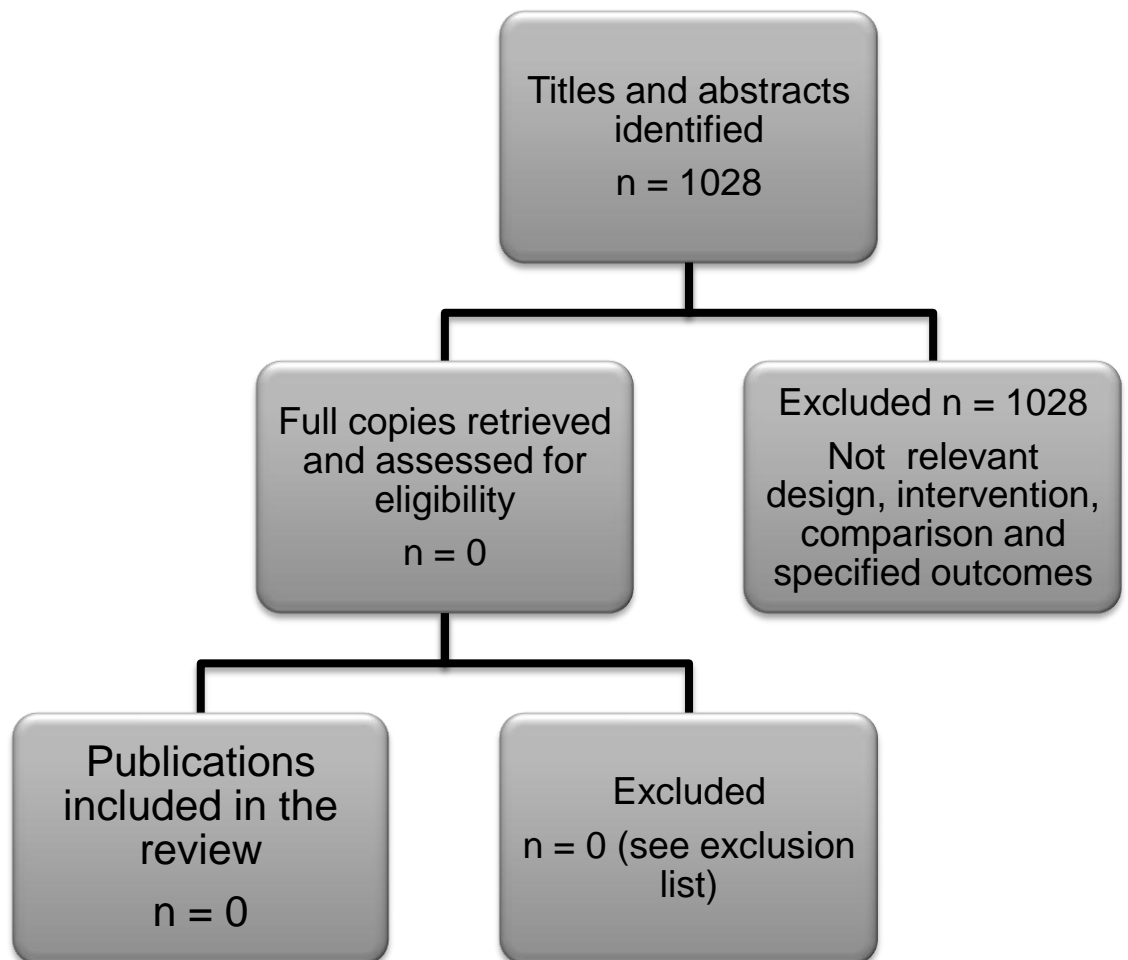 Titles and abstracts
identified
n = 1028
Full copies retrieved
and assessed for
eligibility
n = 0
Excluded n = 1028
Not relevant
design, intervention,
comparison and
specified outcomes
Publications
included in the
review
n = 0
Excluded
n = 0 (see exclusion
list)